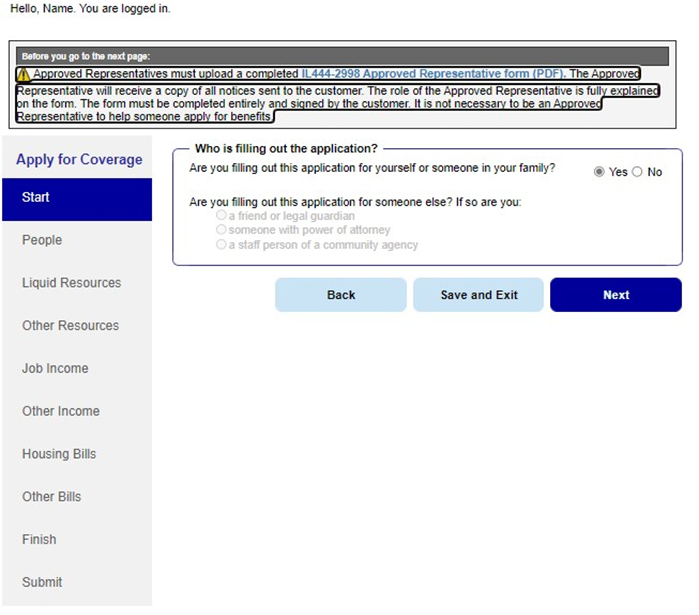 Hello, Name. You are logged in.
Before you go to the next page:
Approved Representatives must upload a completed IL444-2998 Approved Representative form (PDF). The Approved
Representative will receive a copy of all notices sent to the customer. The role of the Approved Representative is fully explained
on the form. The form must be completed entirely and signed by the customer. It is not necessary to be an Approved
Representative to help someone apply for benefits.
Apply for Coverage
Start
People
Liquid Resources
Other Resources
Job Income
Other Income
Housing Bills
Other Bills
Finish
Submit
Who is filling out the application?
Are you filling out this application for yourself or someone in your family?
Yes No
Are you filling out this application for someone else? If so are you:
a friend or legal guardian
someone with power of attorney
a staff person of a community agency
Back Save and Exit Next